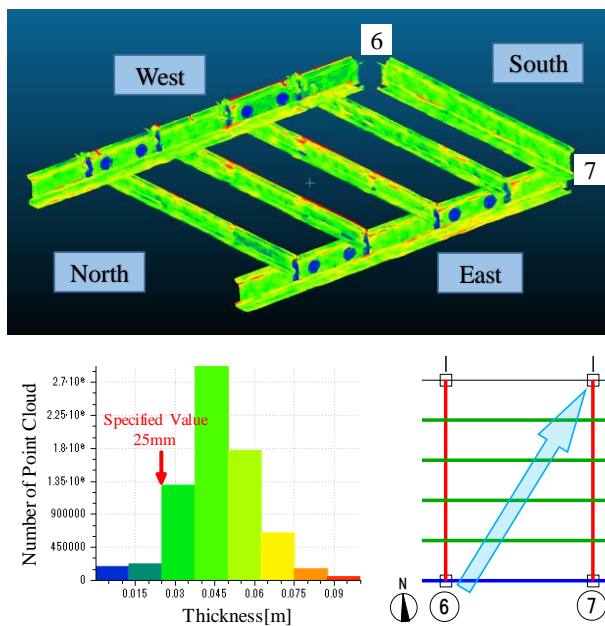 6
West
South
7
North
East
Number of Point Cloud
2.7·10⁶
2.25·10⁶
1.8·10⁶
1.35·10⁶
900000
450000
0
Specified Value
25mm
0.015
0.03
0.045
0.06
0.075
0.09
Thickness[m]
N
6
7